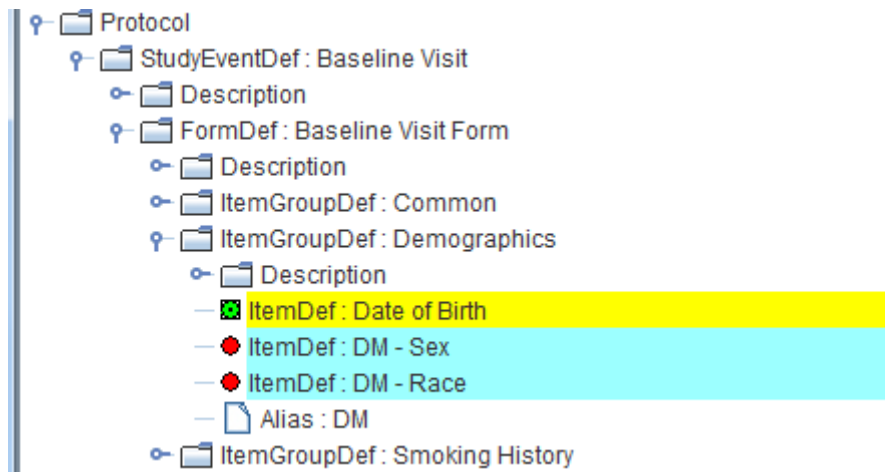 Protocol
StudyEventDef : Baseline Visit
Description
FormDef : Baseline Visit Form
Description
ItemGroupDef : Common
ItemGroupDef : Demographics
Description
ItemDef : Date of Birth
ItemDef : DM - Sex
ItemDef : DM - Race
Alias : DM
ItemGroupDef : Smoking History